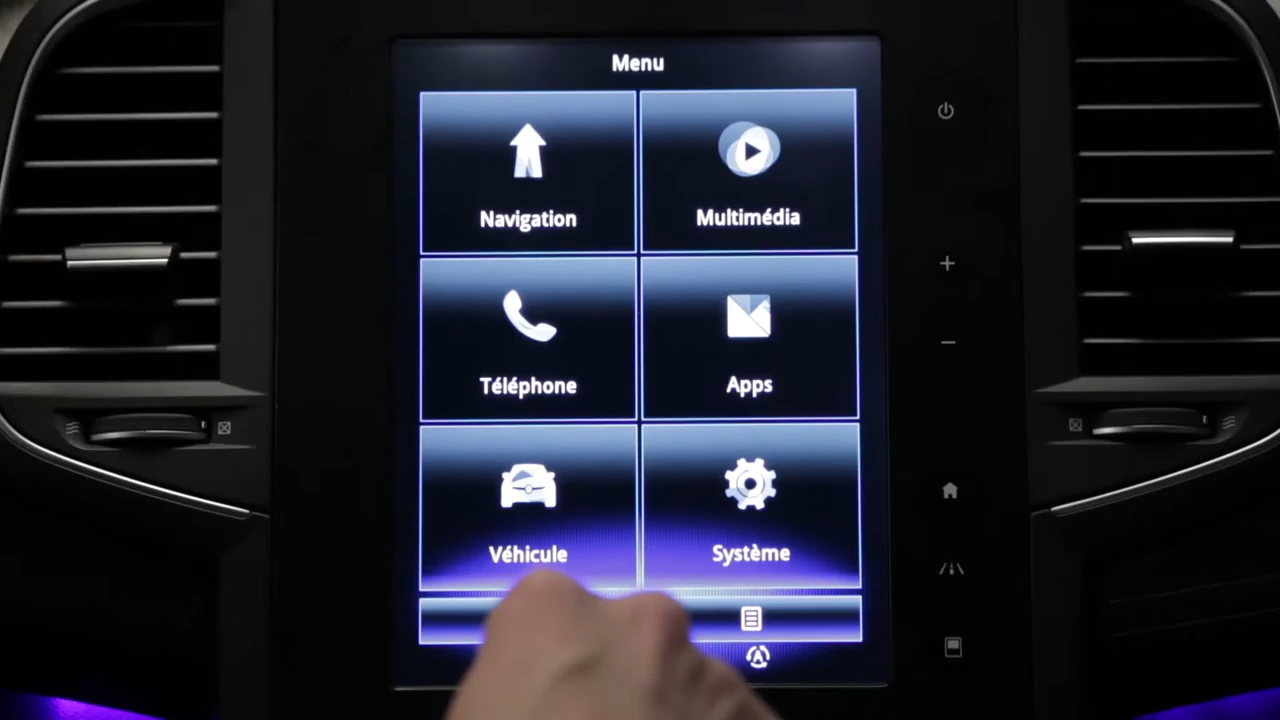 Menu
Navigation
Multimédia
Téléphone
Apps
Véhicule
Système